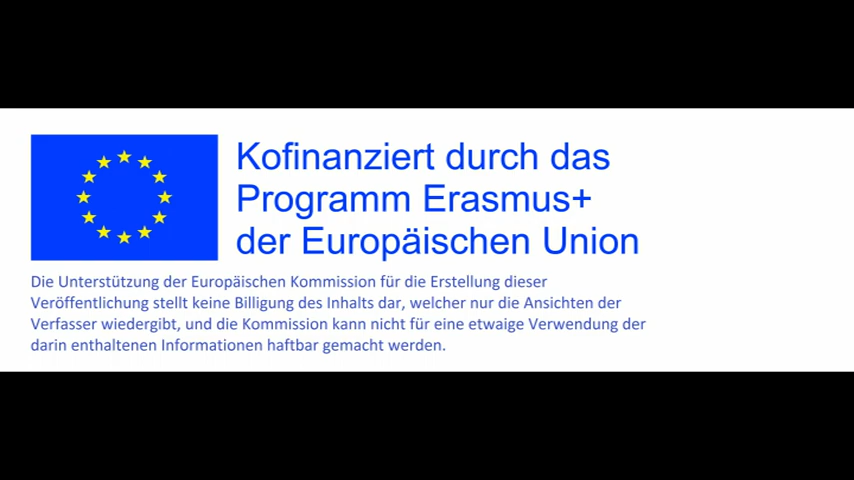 Kofinanziert durch das
Programm Erasmus+
der Europäischen Union
Die Unterstützung der Europäischen Kommission für die Erstellung dieser
Veröffentlichung stellt keine Billigung des Inhalts dar, welcher nur die Ansichten der
Verfasser wiedergibt, und die Kommission kann nicht für eine etwaige Verwendung der
darin enthaltenen Informationen haftbar gemacht werden.